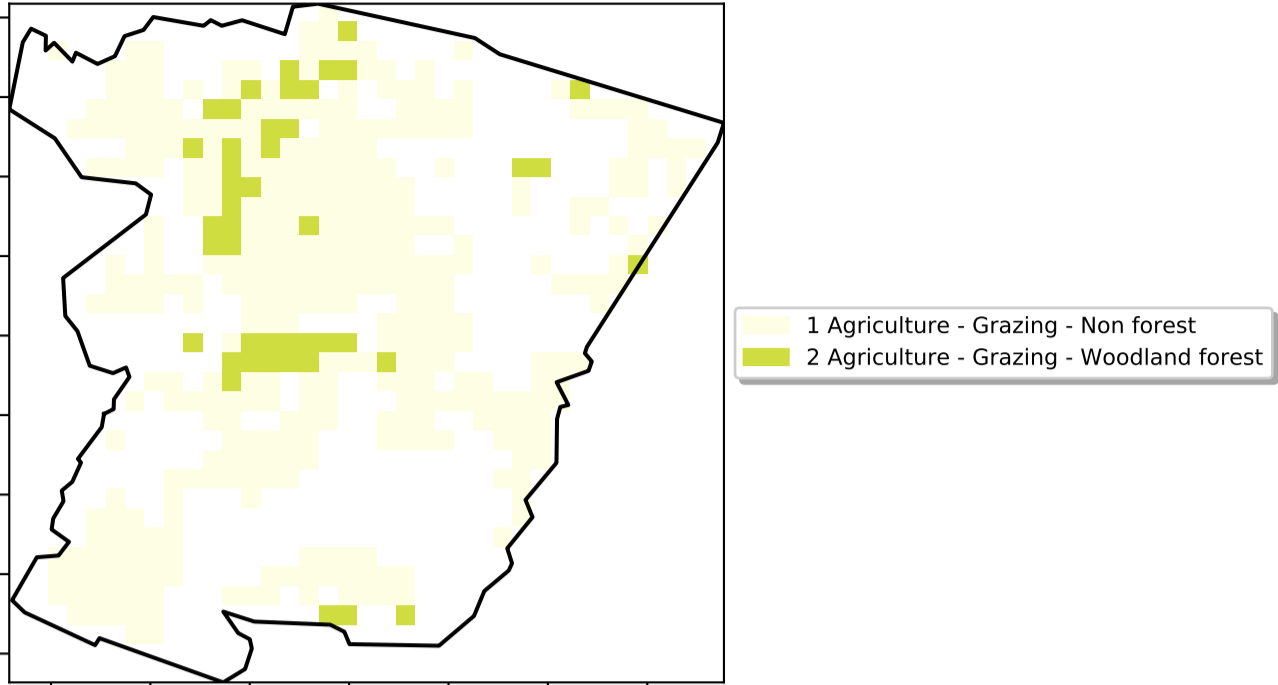 1 Agriculture - Grazing - Non forest
2 Agriculture - Grazing - Woodland forest